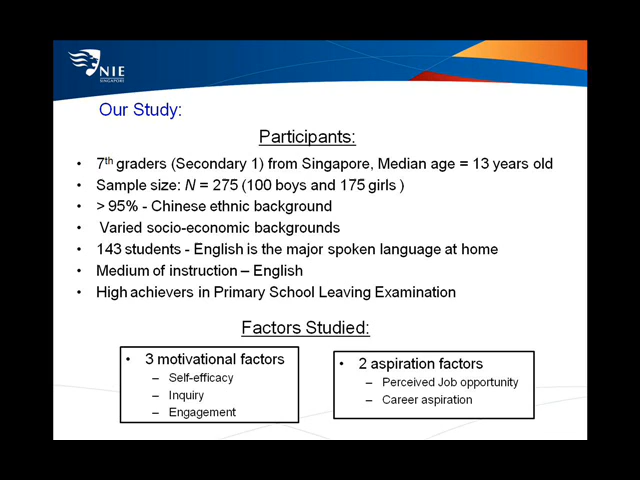 NIE
SINGAPORE
Our Study:
Participants:
• 7th graders (Secondary 1) from Singapore, Median age = 13 years old
• Sample size: N = 275 (100 boys and 175 girls )
• > 95% - Chinese ethnic background
• Varied socio-economic backgrounds
• 143 students - English is the major spoken language at home
• Medium of instruction – English
• High achievers in Primary School Leaving Examination
Factors Studied:
• 3 motivational factors
– Self-efficacy
– Inquiry
– Engagement
• 2 aspiration factors
– Perceived Job opportunity
– Career aspiration